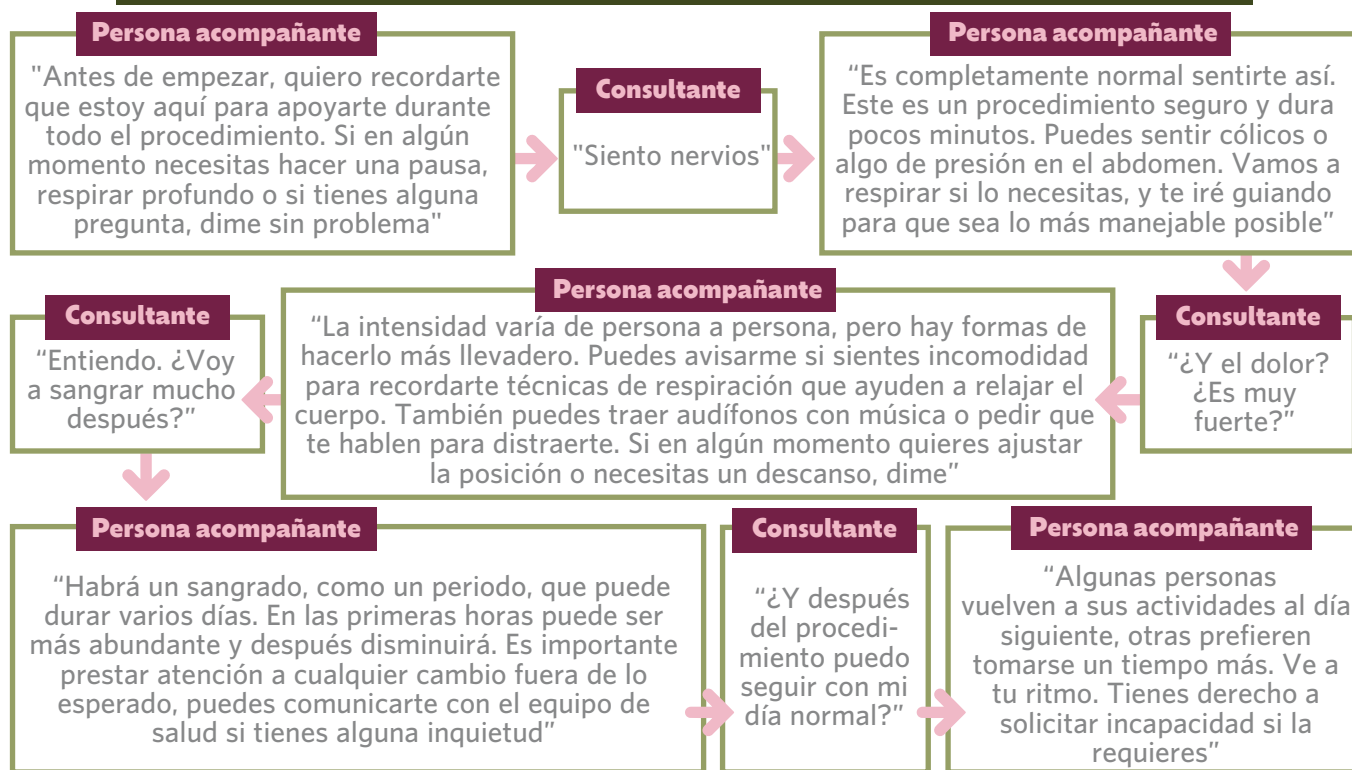 Persona acompañante
"Antes de empezar, quiero recordarte
que estoy aquí para apoyarte durante
todo el procedimiento. Si en algún
momento necesitas hacer una pausa,
respirar profundo o si tienes alguna
pregunta, dime sin problema"
Consultante
"Siento nervios"
Persona acompañante
“Es completamente normal sentirte así.
Este es un procedimiento seguro y dura
pocos minutos. Puedes sentir cólicos o
algo de presión en el abdomen. Vamos a
respirar si lo necesitas, y te iré guiando
para que sea lo más manejable posible”
Consultante
“¿Y el dolor?
¿Es muy
fuerte?”
Persona acompañante
“La intensidad varía de persona a persona, pero hay formas de
hacerlo más llevadero. Puedes avisarme si sientes incomodidad
para recordarte técnicas de respiración que ayuden a relajar el
cuerpo. También puedes traer audífonos con música o pedir que
te hablen para distraerte. Si en algún momento quieres ajustar
la posición o necesitas un descanso, dime”
Consultante
“Entiendo. ¿Voy
a sangrar mucho
después?”
Persona acompañante
“Habrá un sangrado, como un periodo, que puede
durar varios días. En las primeras horas puede ser
más abundante y después disminuirá. Es importante
prestar atención a cualquier cambio fuera de lo
esperado, puedes comunicarte con el equipo de
salud si tienes alguna inquietud”
Consultante
“¿Y después
del procedi-
miento puedo
seguir con mi
día normal?”
Persona acompañante
“Algunas personas
vuelven a sus actividades al día
siguiente, otras prefieren
tomarse un tiempo más. Ve a
tu ritmo. Tienes derecho a
solicitar incapacidad si la
requieres”